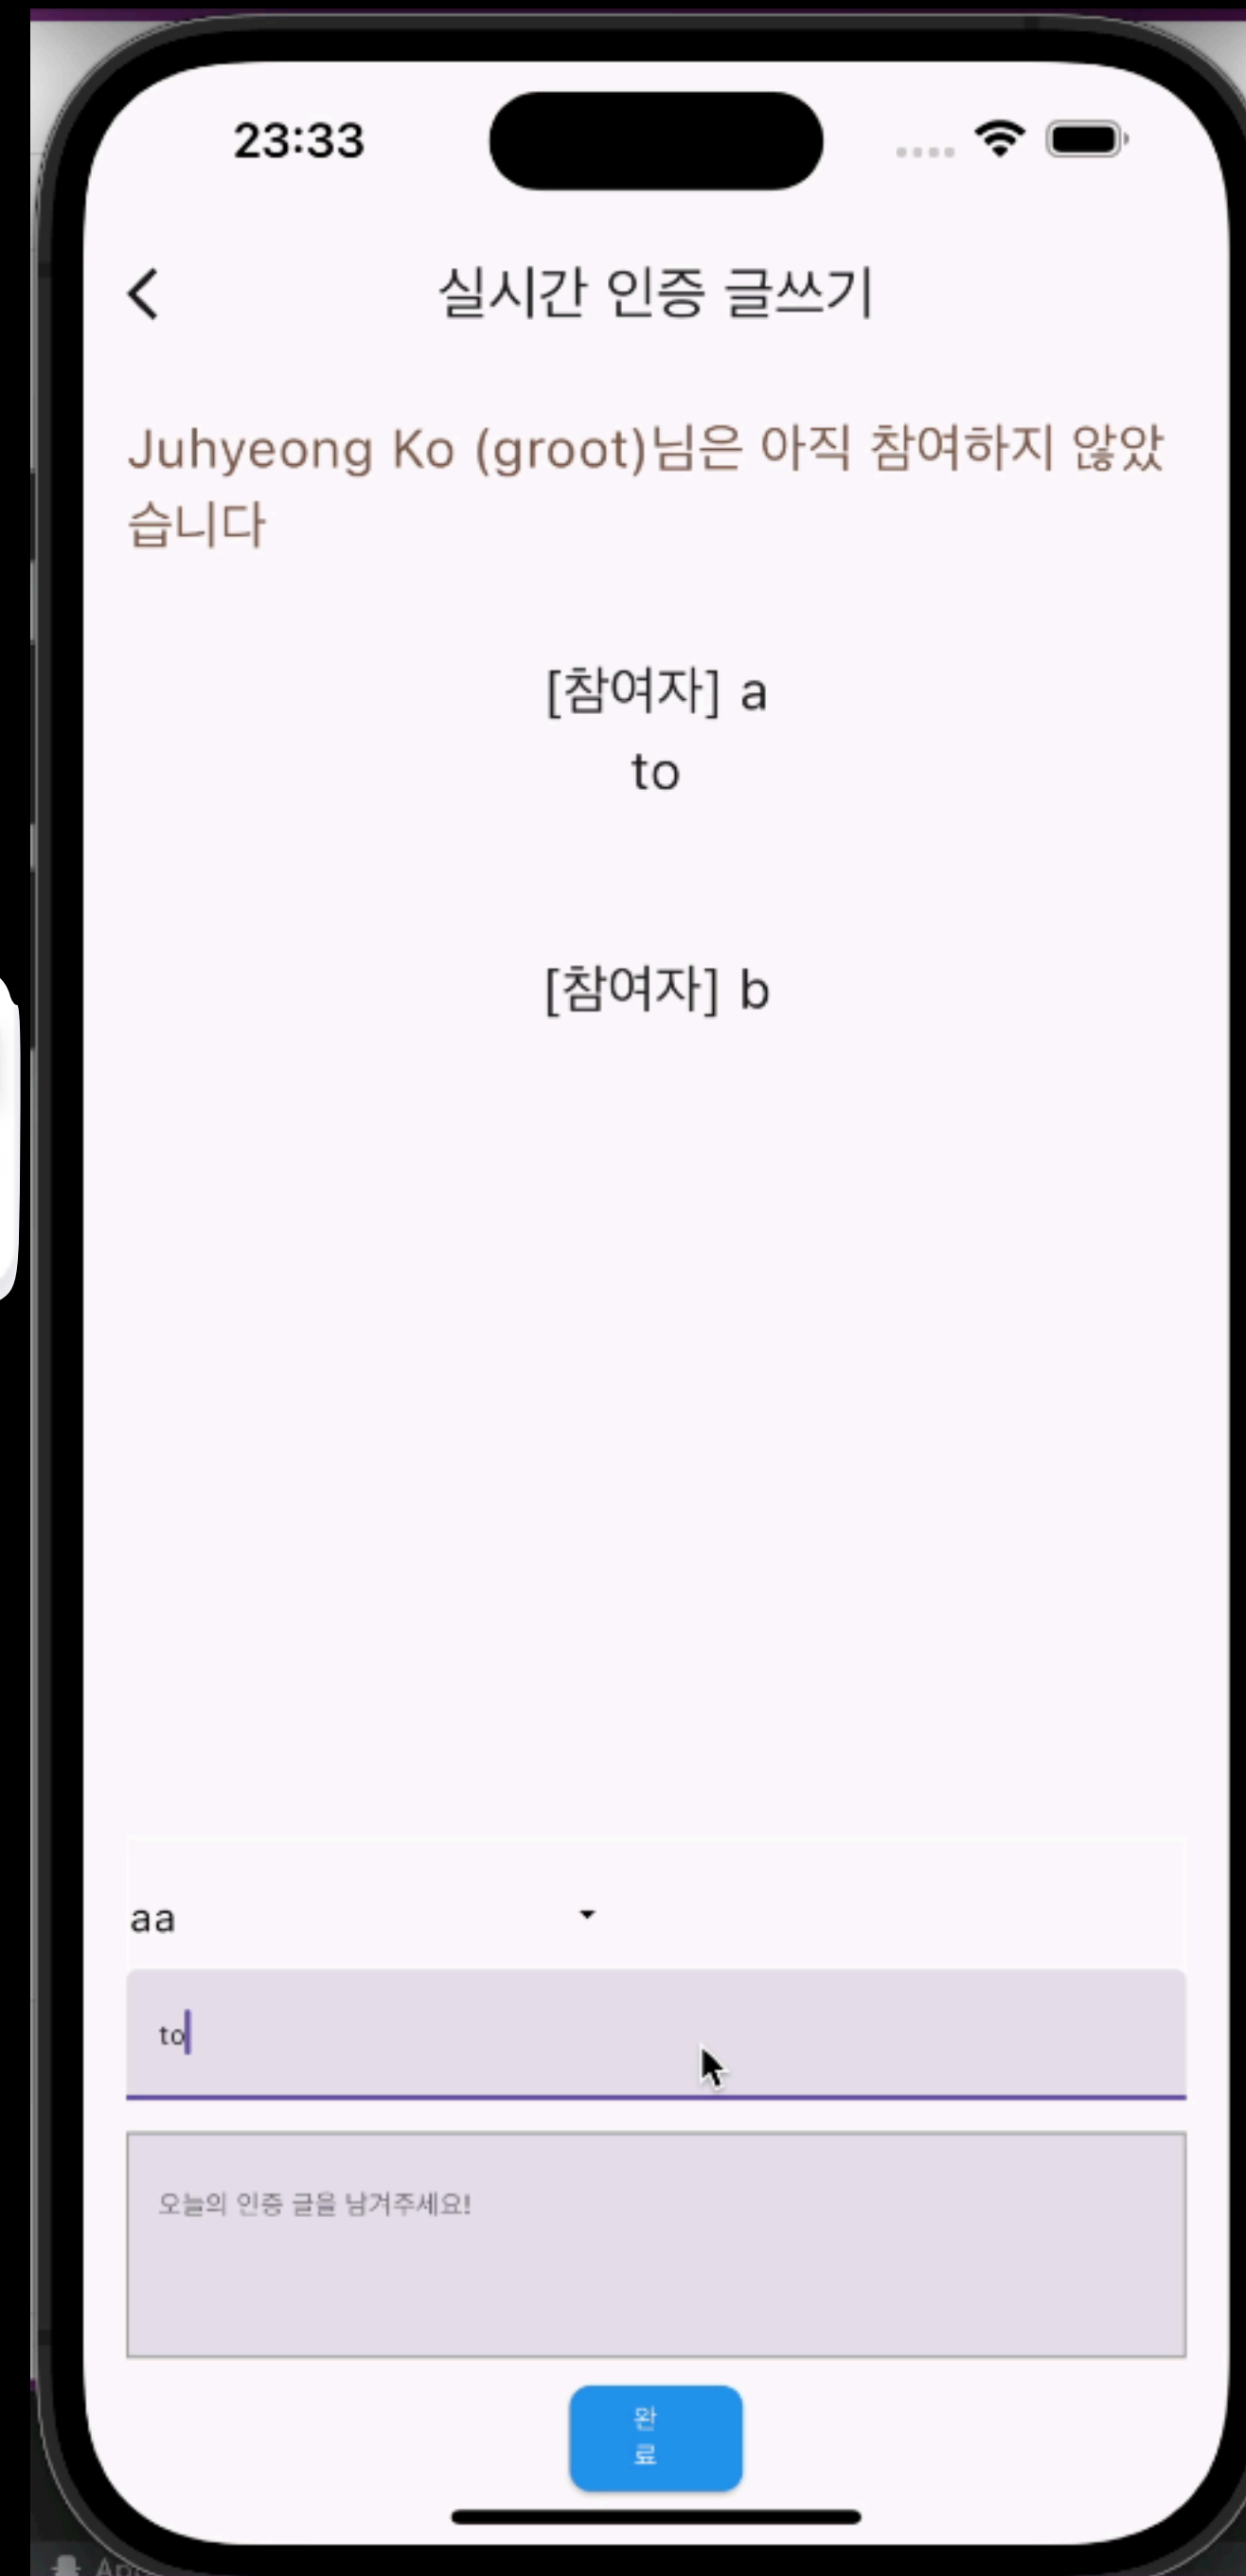 23:33
실시간 인증 글쓰기
Juhyeong Ko (groot)님은 아직 참여하지 않았
습니다
[참여자] a
to
[참여자] b
aa
to
오늘의 인증 글을 남겨주세요!
완
료